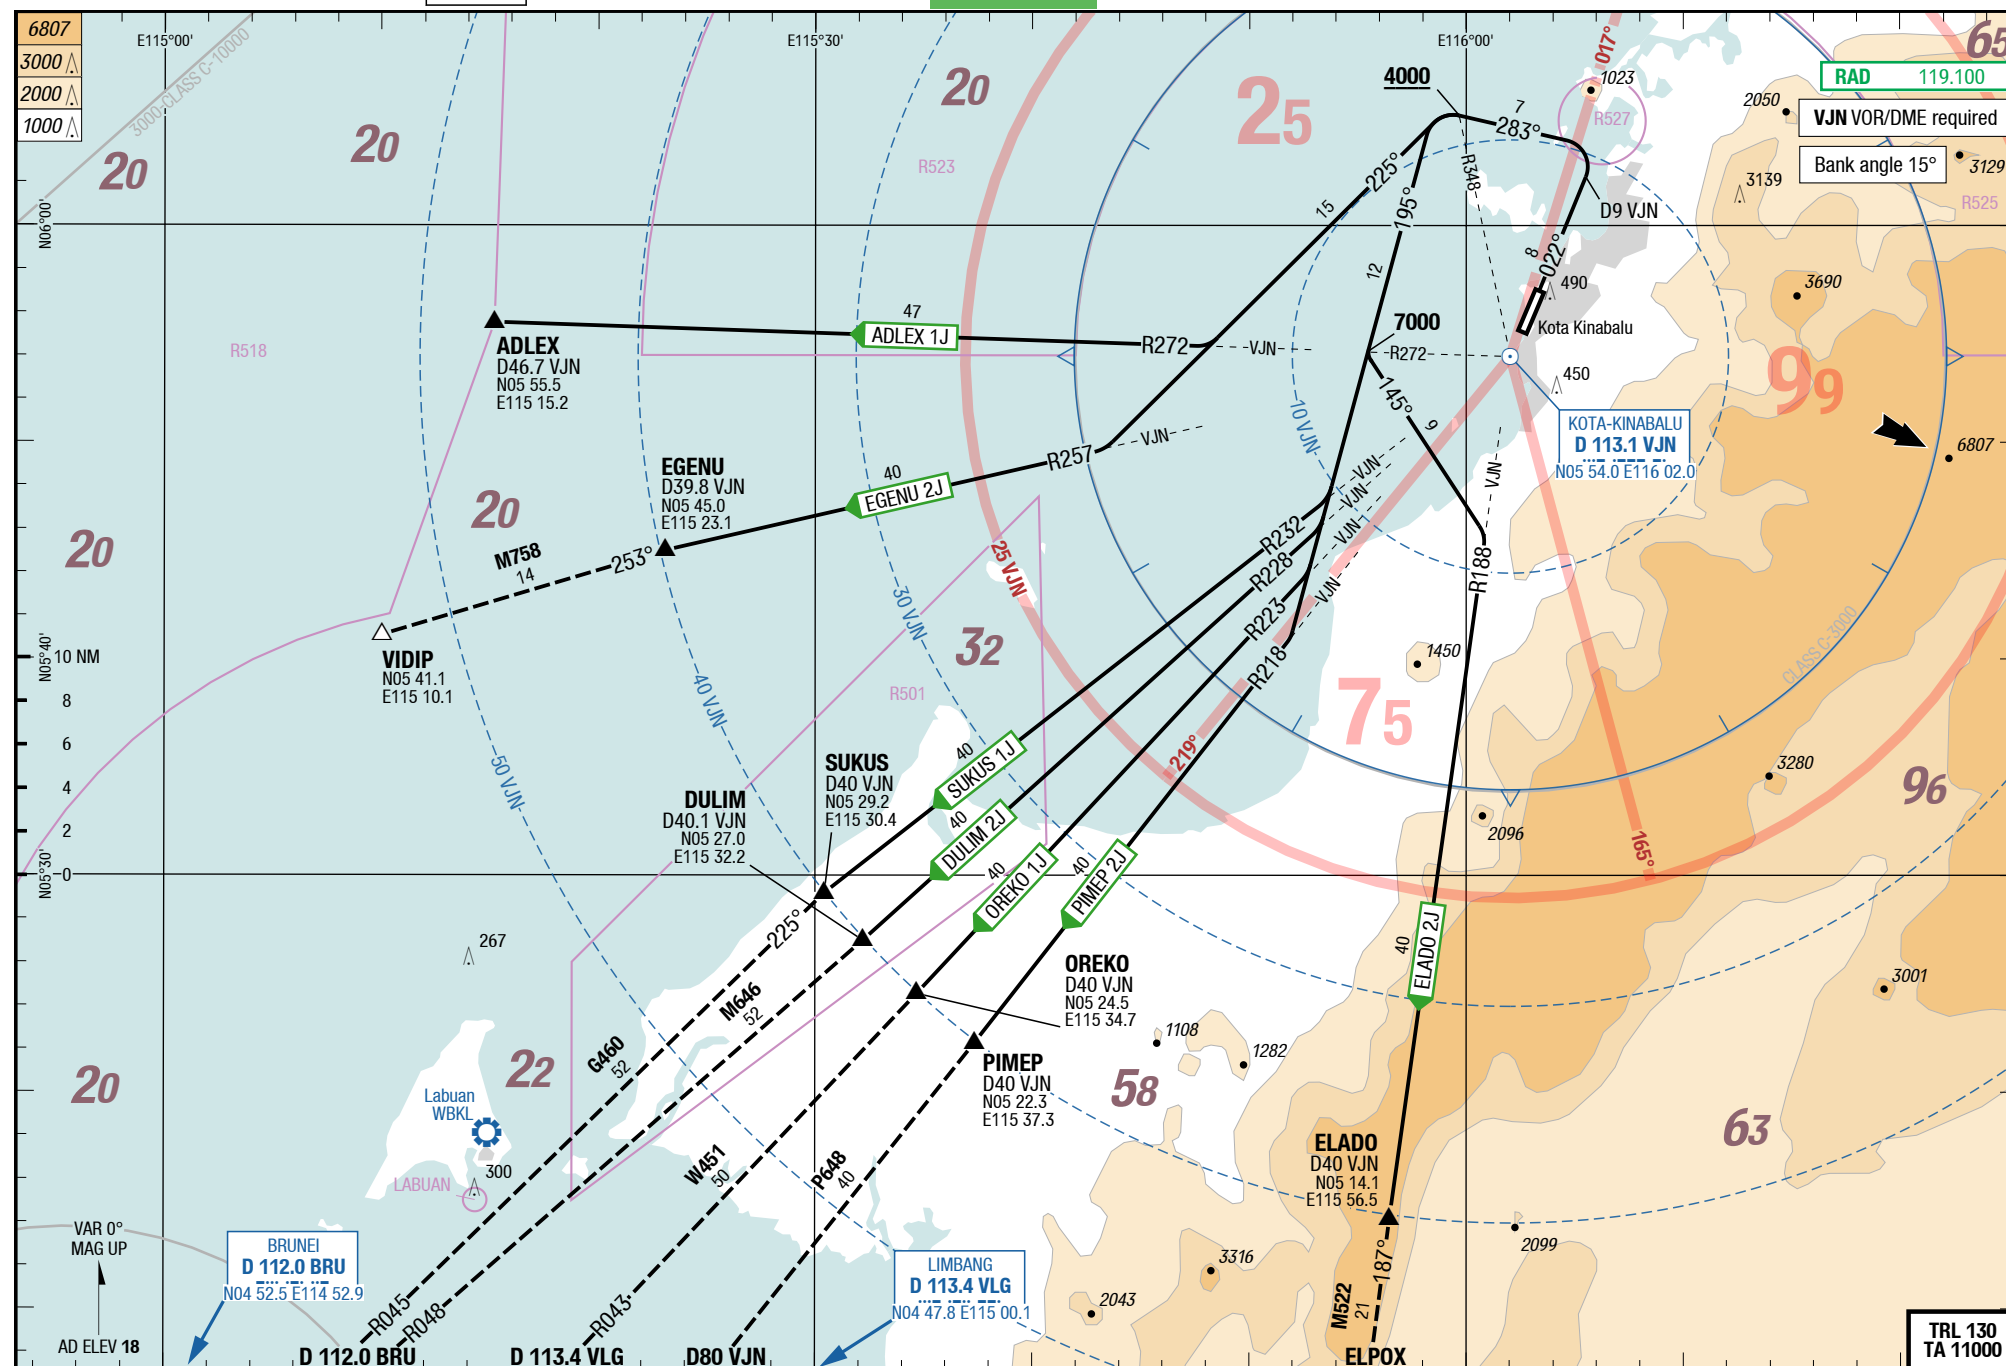 6807
3000
2000
1000
E115°00'
E115°30'
E116°00'
3000-CLASS C-10000
20
20
20
R523
25
4000
7
283°
017°
1023
R527
65
RAD 119.100
VJN VOR/DME required
Bank angle 15°
2050
3129
3139
R525
N06°00'
225°
15
R348
195°
12
D9 VJN
8
022°
490
Kota Kinabalu
3690
R518
ADLEX
D46.7 VJN
N05 55.5
E115 15.2
47
ADLEX 1J
R272
VJN
7000
R272
145°
9
450
10 VJN
KOTA-KINABALU
D 113.1 VJN
N05 54.0 E116 02.0
99
6807
20
20
EGENU
D39.8 VJN
N05 45.0
E115 23.1
40
EGENU 2J
R257
VJN
M758
14
253°
VIDIP
N05 41.1
E115 10.1
25 VJN
30 VJN
40 VJN
50 VJN
32
R501
R232
VJN
R228
VJN
R223
VJN
R218
VJN
VJN
R188
1450
75
219°
CLASS C-3000
N05°40'
10 NM
8
6
4
2
0
N05°30'
SUKUS
D40 VJN
N05 29.2
E115 30.4
DULIM
D40.1 VJN
N05 27.0
E115 32.2
40
SUKUS 1J
40
DULIM 2J
40
OREKO 1J
40
PIMEP 2J
3280
96
2096
165°
267
225°
M646
52
G460
52
OREKO
D40 VJN
N05 24.5
E115 34.7
40
ELADO 2J
3001
20
22
Labuan
WBKL
300
LABUAN
PIMEP
D40 VJN
N05 22.3
E115 37.3
1108
1282
58
63
W451
50
P648
40
ELADO
D40 VJN
N05 14.1
E115 56.5
VAR 0°
MAG UP
AD ELEV 18
BRUNEI
D 112.0 BRU
N04 52.5 E114 52.9
LIMBANG
D 113.4 VLG
N04 47.8 E115 00.1
2043
3316
2099
187°
M522
21
R045
R048
R043
D 112.0 BRU
D 113.4 VLG
D80 VJN
ELPOX
TRL 130
TA 11000